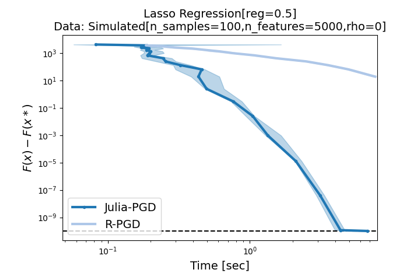 Lasso Regression[reg=0.5]
Data: Simulated[n_samples=100,n_features=5000,rho=0]
10³
10¹
10⁻¹
10⁻³
10⁻⁵
10⁻⁷
10⁻⁹
F(x) − F(x*)
Julia-PGD
R-PGD
10⁻¹ 10⁰
Time [sec]